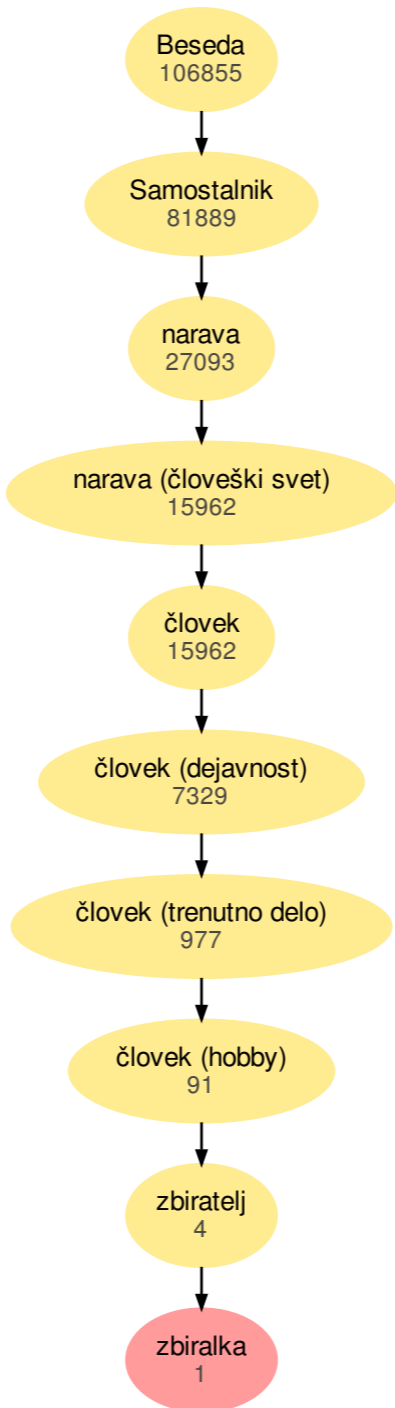 Beseda
106855
Samostalnik
81889
narava
27093
narava (človeški svet)
15962
človek
15962
človek (dejavnost)
7329
človek (trenutno delo)
977
človek (hobby)
91
zbiratelj
4
zbiralka
1